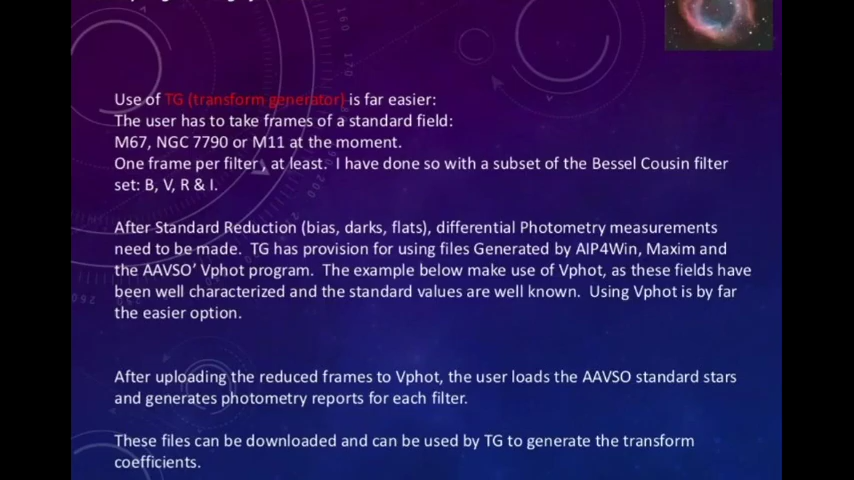 Use of TG (transform generator) is far easier:
The user has to take frames of a standard field:
M67, NGC 7790 or M11 at the moment.
One frame per filter , at least. I have done so with a subset of the Bessel Cousin filter
set: B, V, R & I.
After Standard Reduction (bias, darks, flats), differential Photometry measurements
need to be made. TG has provision for using files Generated by AIP4Win, Maxim and
the AAVSO' Vphot program. The example below make use of Vphot, as these fields have
been well characterized and the standard values are well known. Using Vphot is by far
the easier option.
After uploading the reduced frames to Vphot, the user loads the AAVSO standard stars
and generates photometry reports for each filter.
These files can be downloaded and can be used by TG to generate the transform
coefficients.
160
170
200
260